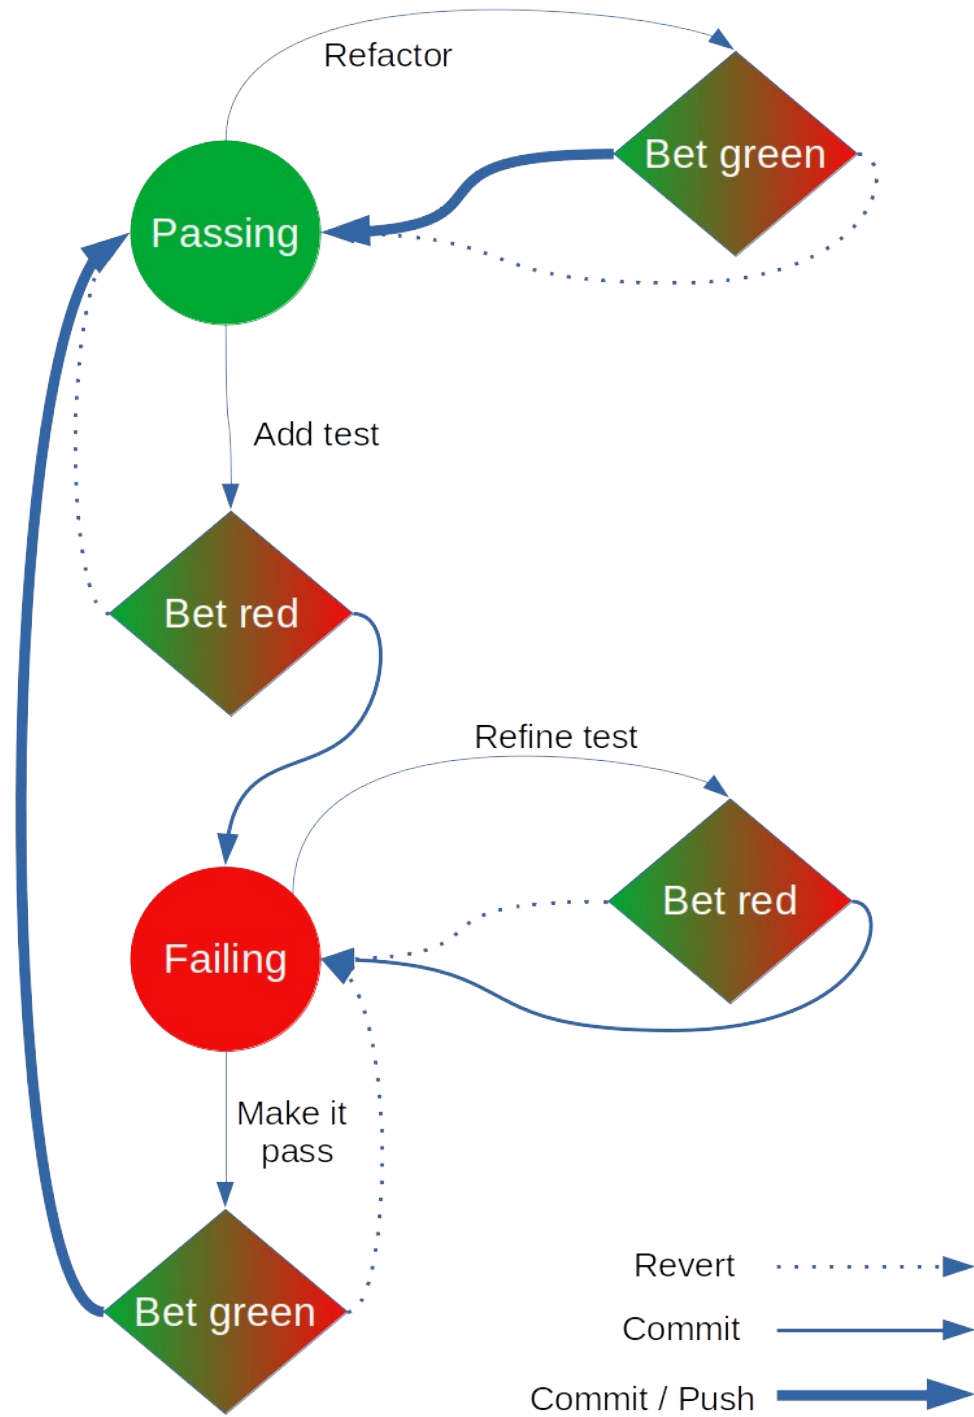 Refactor
Bet green
Passing
Add test
Bet red
Refine test
Bet red
Failing
Make it
pass
Bet green
Revert
Commit
Commit / Push